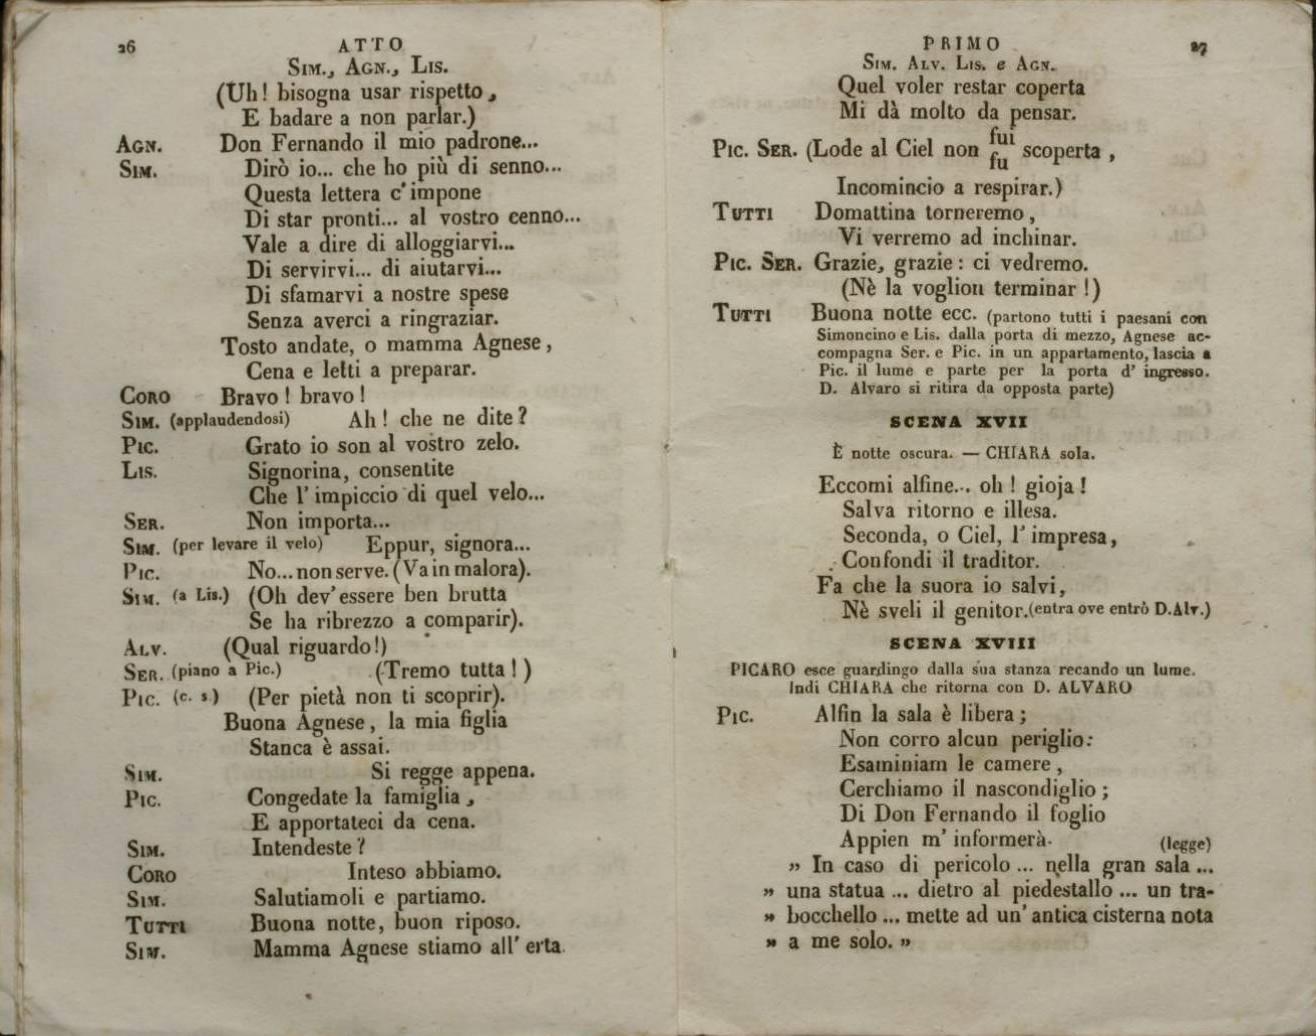 26
ATTO
SIM., AGN., LIS.
(Uh! bisogna usar rispetto,
E badare a non parlar.)
AGN. Don Fernando il mio padrone...
SIM. Dirò io... che ho più di senno...
Questa lettera c'impone
Di star pronti... al vostro cenno...
Vale a dire di alloggiarvi...
Di servirvi... di aiutarvi...
Di sfamarvi a nostre spese
Senza averci a ringraziar.
Tosto andate, o mamma Agnese,
Cena e letti a preparar.
CORO Bravo! bravo!
SIM. (applaudendosi) Ah! che ne dite?
PIC. Grato io son al vostro zelo.
LIS. Signorina, consentite
Che l'impiccio di quel velo...
SER. Non importa...
SIM. (per levare il velo) Eppur, signora...
PIC. No... non serve. (Va in malora).
SIM. (a Lis.) (Oh dev'essere ben brutta
Se ha ribrezzo a comparir).
ALV. (Qual riguardo!)
SER. (piano a Pic.) (Tremo tutta!)
PIC. (c. s.) (Per pietà non ti scoprir).
Buona Agnese, la mia figlia
Stanca è assai.
SIM. Si regge appena.
PIC. Congedate la famiglia,
E apportateci da cena.
SIM. Intendeste?
CORO Inteso abbiamo.
SIM. Salutiamoli e partiamo.
TUTTI Buona notte, buon riposo.
SIM. Mamma Agnese stiamo all'erta.
PRIMO
27
SIM. ALV. LIS. e AGN.
Quel voler restar coperta
Mi dà molto da pensar.
PIC. SER. (Lode al Ciel non fui
fu scoperta,
Incomincio a respirar.)
TUTTI Domattina torneremo,
Vi verremo ad inchinar.
PIC. SER. Grazie, grazie: ci vedremo.
(Nè la voglion terminar!)
TUTTI Buona notte ecc. (partono tutti i paesani con
Simoncino e Lis. dalla porta di mezzo, Agnese ac-
compagna Ser. e Pic. in un appartamento, lascia a
Pic. il lume e parte per la porta d' ingresso.
D. Alvaro si ritira da opposta parte)
SCENA XVII
È notte oscura. — CHIARA sola.
Eccomi alfine... oh! gioja!
Salva ritorno e illesa.
Seconda, o Ciel, l'impresa,
Confondi il traditor.
Fa che la suora io salvi,
Nè sveli il genitor. (entra ove entrò D. Alv.)
SCENA XVIII
PICARO esce guardingo dalla sua stanza recando un lume.
Indi CHIARA che ritorna con D. ALVARO
PIC. Alfin la sala è libera;
Non corro alcun periglio:
Esaminiam le camere,
Cerchiamo il nascondiglio;
Di Don Fernando il foglio
Appien m' informerà. (legge)
» In caso di pericolo ... nella gran sala ...
» una statua ... dietro al piedestallo ... un tra-
» bocchello ... mette ad un' antica cisterna nota
» a me solo. »